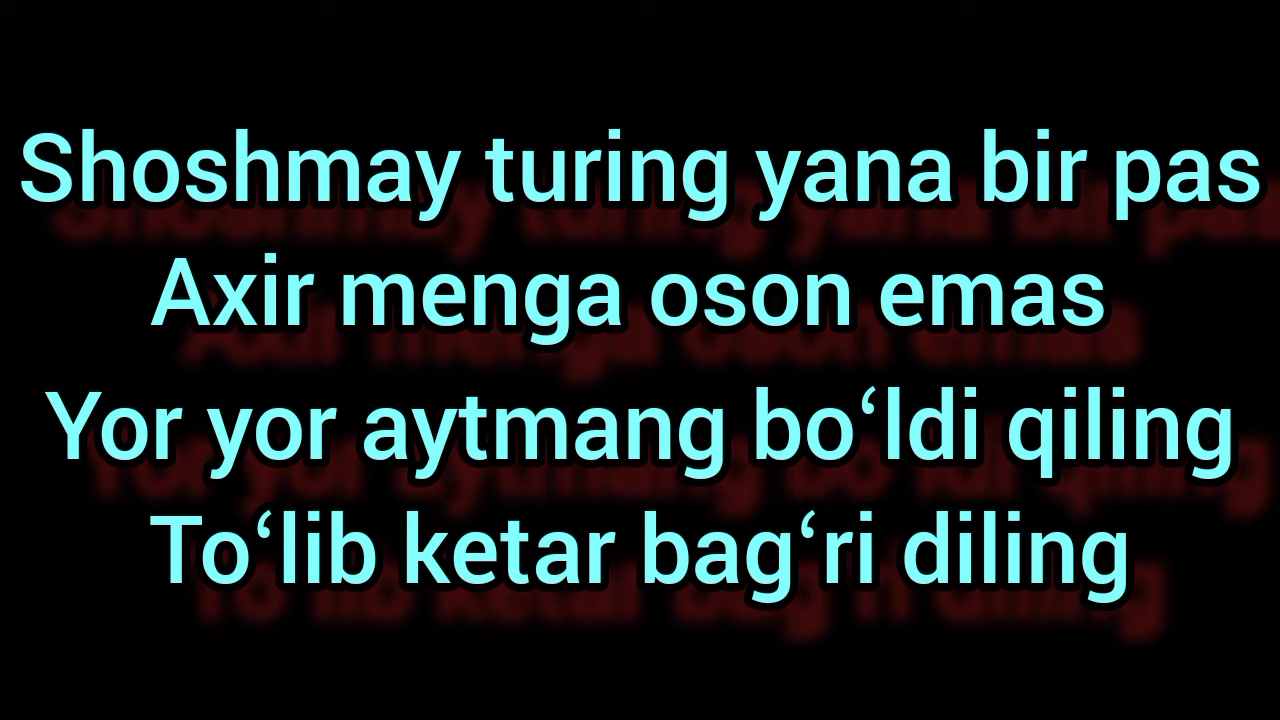 Shoshmay turing yana bir pas
Axir menga oson emas
Yor yor aytmang bo‘ldi qiling
To‘lib ketar bag‘ri diling